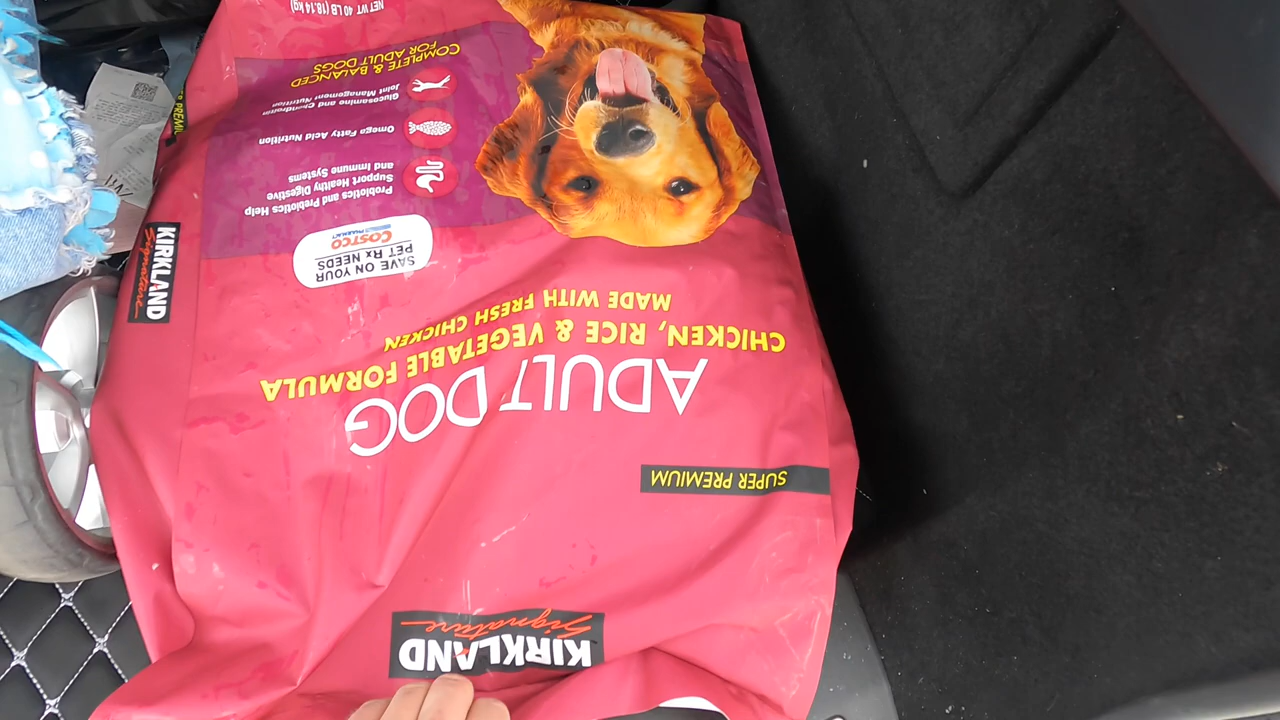 KIRKLAND
Signature
SUPER PREMIUM
ADULT DOG
CHICKEN, RICE & VEGETABLE FORMULA
MADE WITH FRESH CHICKEN
SAVE ON YOUR
PET Rx NEEDS
COSTCO
PHARMACY
Probiotics and Prebiotics Help
Support Healthy Digestive
and Immune Systems
Omega Fatty Acid Nutrition
Glucosamine and Chondroitin
Joint Management Nutrition
COMPLETE & BALANCED
FOR ADULT DOGS
NET WT 40 LB (18.14 kg)
KIRKLAND
Signature